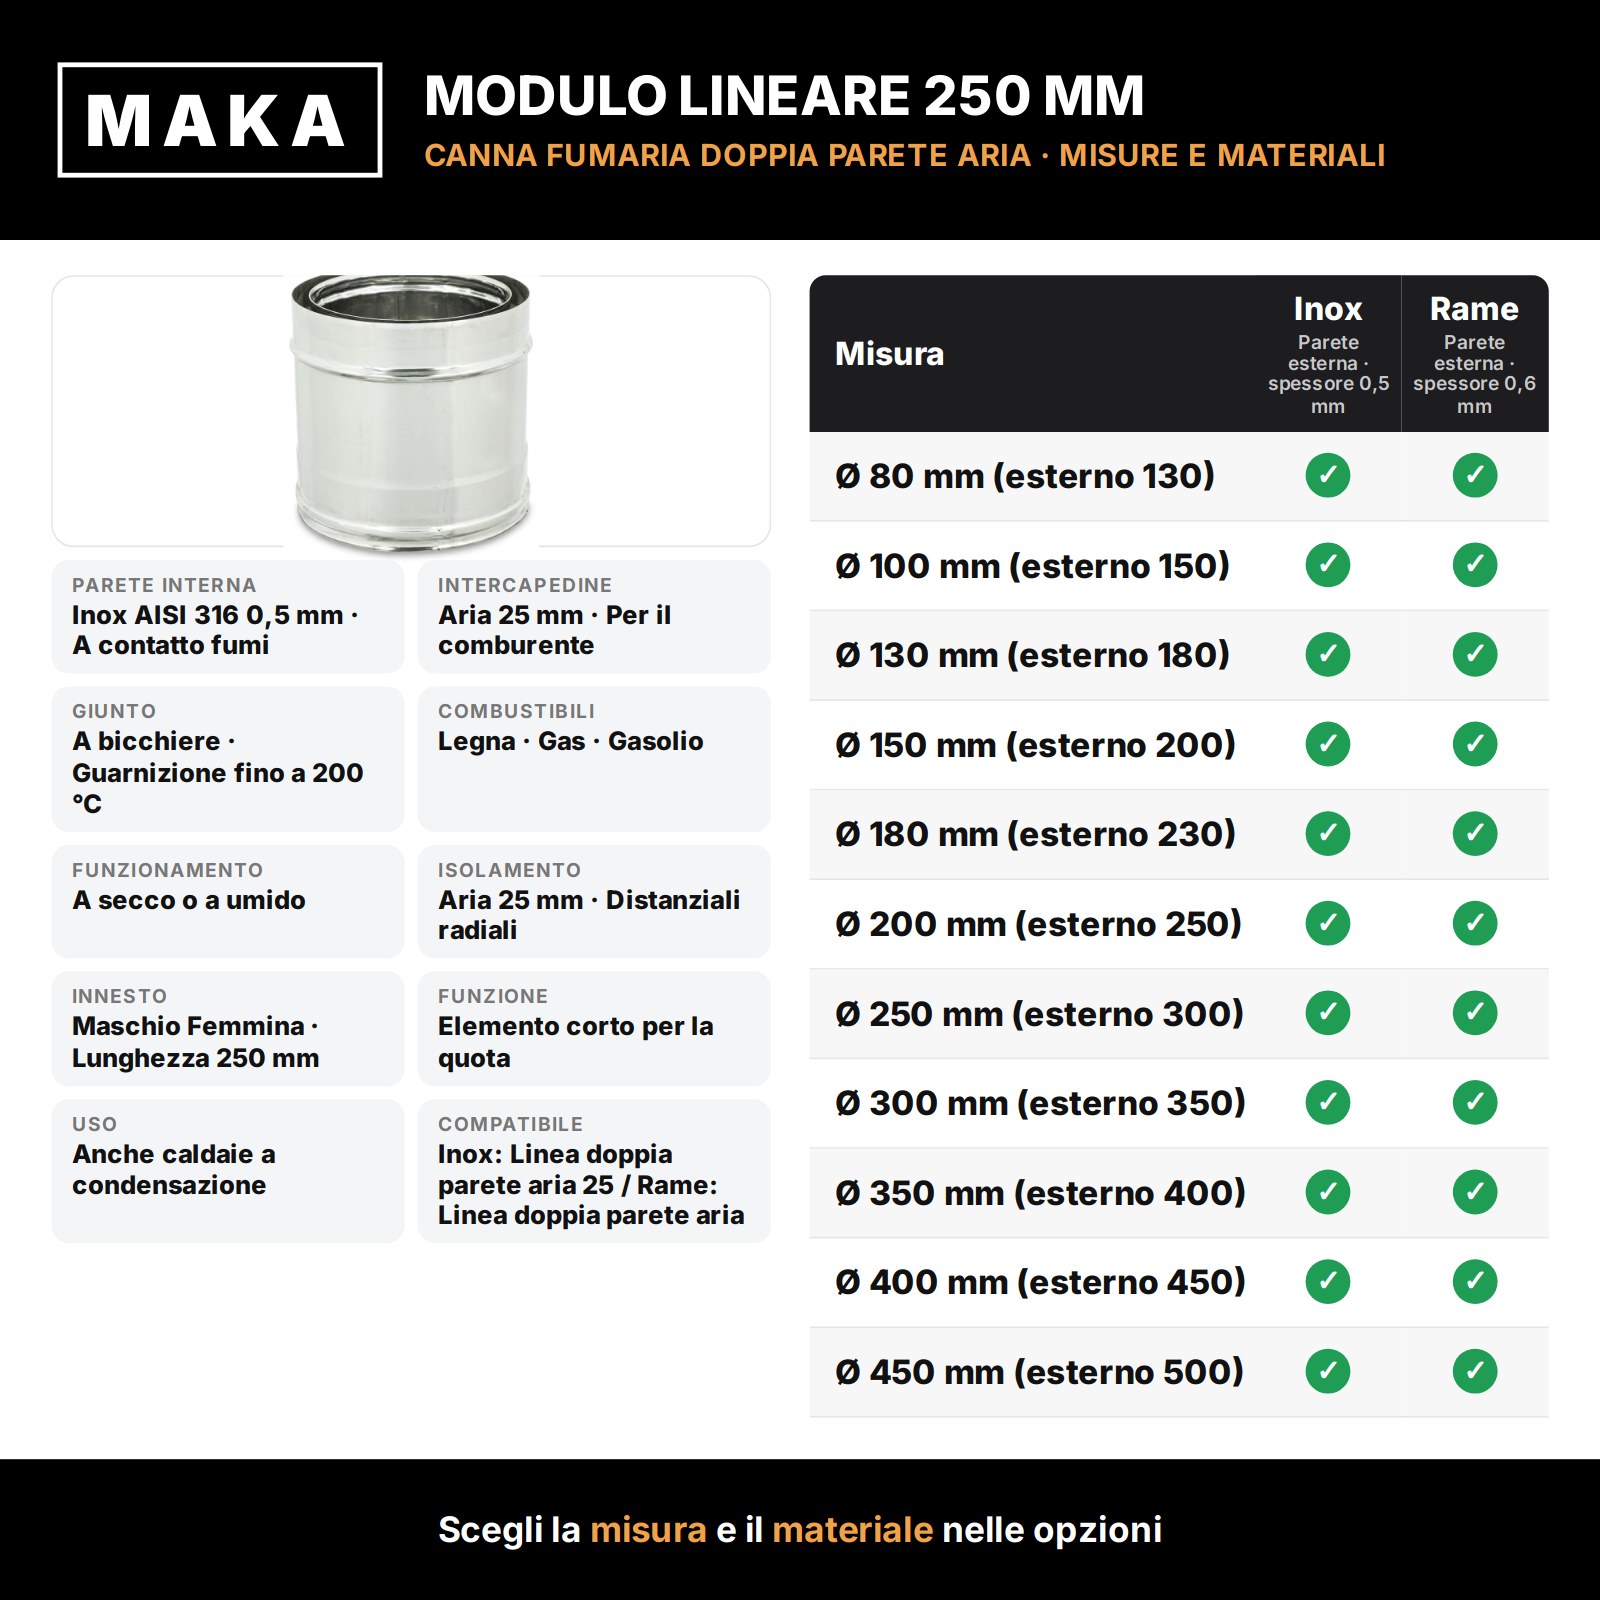 MAKA
MODULO LINEARE 250 MM
CANNA FUMARIA DOPPIA PARETE ARIA · MISURE E MATERIALI
PARETE INTERNA
Inox AISI 316 0,5 mm ·
A contatto fumi
INTERCAPEDINE
Aria 25 mm · Per il
comburente
GIUNTO
A bicchiere ·
Guarnizione fino a 200
°C
COMBUSTIBILI
Legna · Gas · Gasolio
FUNZIONAMENTO
A secco o a umido
ISOLAMENTO
Aria 25 mm · Distanziali
radiali
INNESTO
Maschio Femmina ·
Lunghezza 250 mm
FUNZIONE
Elemento corto per la
quota
USO
Anche caldaie a
condensazione
COMPATIBILE
Inox: Linea doppia
parete aria 25 / Rame:
Linea doppia parete aria
Misura
Inox
Parete
esterna ·
spessore 0,5
mm
Rame
Parete
esterna ·
spessore 0,6
mm
Ø 80 mm (esterno 130) ✓ ✓
Ø 100 mm (esterno 150) ✓ ✓
Ø 130 mm (esterno 180) ✓ ✓
Ø 150 mm (esterno 200) ✓ ✓
Ø 180 mm (esterno 230) ✓ ✓
Ø 200 mm (esterno 250) ✓ ✓
Ø 250 mm (esterno 300) ✓ ✓
Ø 300 mm (esterno 350) ✓ ✓
Ø 350 mm (esterno 400) ✓ ✓
Ø 400 mm (esterno 450) ✓ ✓
Ø 450 mm (esterno 500) ✓ ✓
Scegli la misura e il materiale nelle opzioni